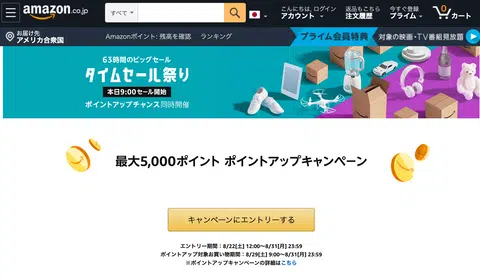 amazon.co.jp
すべて
こんにちは, ログイン
アカウント
返品もこちら
注文履歴
今すぐ登録
プライム
0
カート
お届け先
アメリカ合衆国
Amazonポイント: 残高を確認
ランキング
プライム会員特典
対象の映画・TV番組見放題
63時間のビッグセール
タイムセール祭り
本日9:00セール開始
ポイントアップチャンス同時開催
最大5,000ポイント ポイントアップキャンペーン
キャンペーンにエントリーする
エントリー期間：8/22[土] 12:00～8/31[月] 23:59
ポイントアップ対象お買い物期間：8/29[土] 9:00～8/31[月] 23:59
※ポイントアップキャンペーンの詳細はこちら